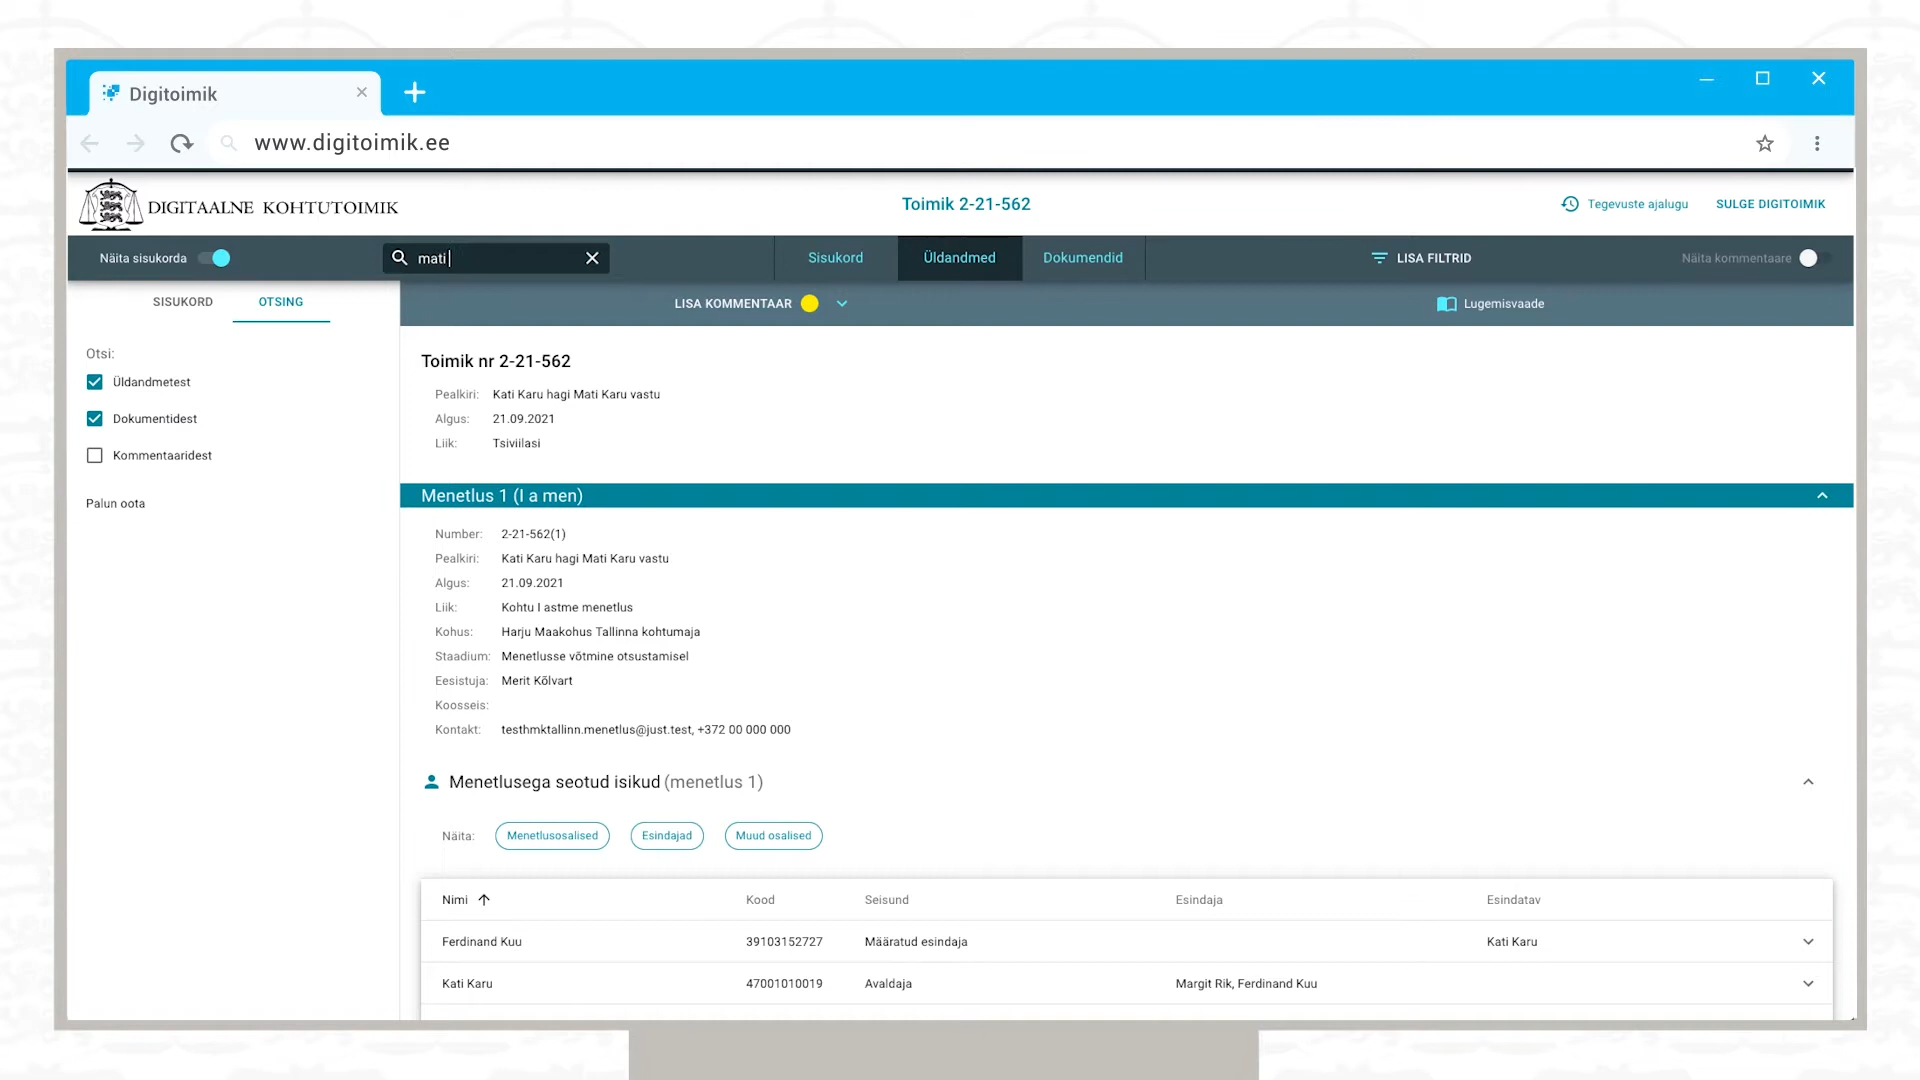 Digitoimik
www.digitoimik.ee
DIGITAALNE KOHTUTOIMIK
Toimik 2-21-562
Tegevuste ajalugu
SULGE DIGITOIMIK
Näita sisukorda
mati
Sisukord
Üldandmed
Dokumendid
LISA FILTRID
Näita kommentaare
SISUKORD
OTSING
LISA KOMMENTAAR
Lugemisvaade
Otsi:
Üldandmetest
Dokumentidest
Kommentaaridest
Palun oota
Toimik nr 2-21-562
Pealkiri: Kati Karu hagi Mati Karu vastu
Algus: 21.09.2021
Liik: Tsiviilasi
Menetlus 1 (I a men)
Number: 2-21-562(1)
Pealkiri: Kati Karu hagi Mati Karu vastu
Algus: 21.09.2021
Liik: Kohtu I astme menetlus
Kohus: Harju Maakohus Tallinna kohtumaja
Staadium: Menetlusse võtmine otsustamisel
Eesistuja: Merit Kõlvart
Koosseis:
Kontakt: testhmktallinn.menetlus@just.test, +372 00 000 000
Menetlusega seotud isikud (menetlus 1)
Näita: Menetlusosalised Esindajad Muud osalised
Nimi Kood Seisund Esindaja Esindatav
Ferdinand Kuu 39103152727 Määratud esindaja Kati Karu
Kati Karu 47001010019 Avaldaja Margit Rik, Ferdinand Kuu